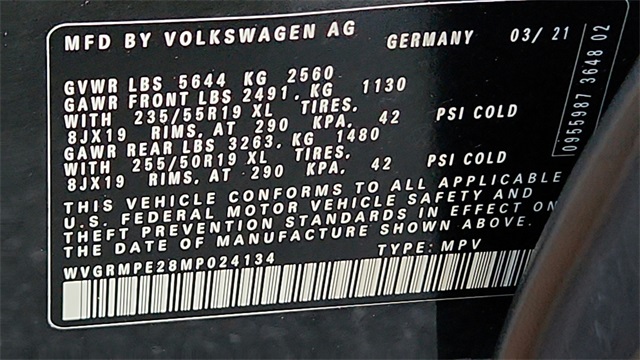 MFD BY VOLKSWAGEN AG GERMANY 03/ 21
GVWR LBS 5644 KG 2560
GAWR FRONT LBS 2491, KG 1130
WITH 235/55R19 XL TIRES,
8JX19 RIMS, AT 290 KPA, 42 PSI COLD
GAWR REAR LBS 3263, KG 1480
WITH 255/50R19 XL TIRES,
8JX19 RIMS, AT 290 KPA, 42 PSI COLD
THIS VEHICLE CONFORMS TO ALL APPLICABLE
U.S. FEDERAL MOTOR VEHICLE SAFETY AND
THEFT PREVENTION STANDARDS IN EFFECT ON
THE DATE OF MANUFACTURE SHOWN ABOVE.
WVGRMPE28MP024134 TYPE: MPV
0955987 3648 02